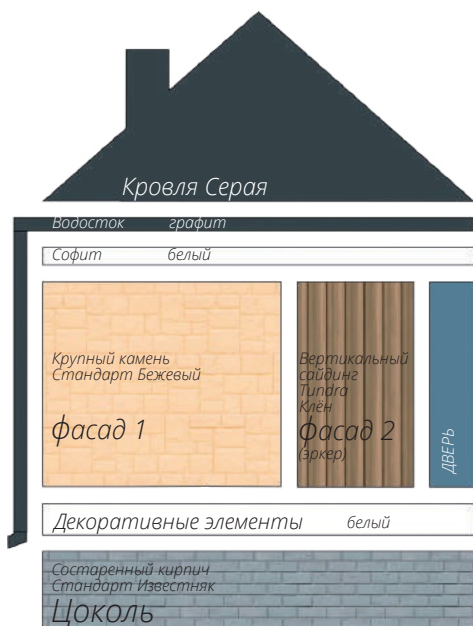 Кровля Серая
Водосток графит
Софит белый
Крупный камень
Стандарт Бежевый
фасад 1
Вертикальный
сайдинг
Tundra
Клён
фасад 2
(эркер)
ДВЕРЬ
Декоративные элементы белый
Состаренный кирпич
Стандарт Известняк
Цоколь